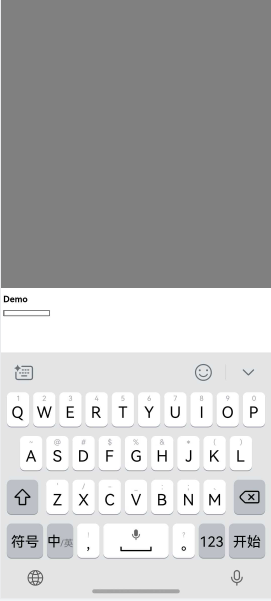 Demo
1 2 3 4 5 6 7 8 9 0
Q W E R T Y U I O P
~ @ # % & * ( )
A S D F G H J K L
Z X C V B N M
符号 中/英 ! , ? 。 123 开始